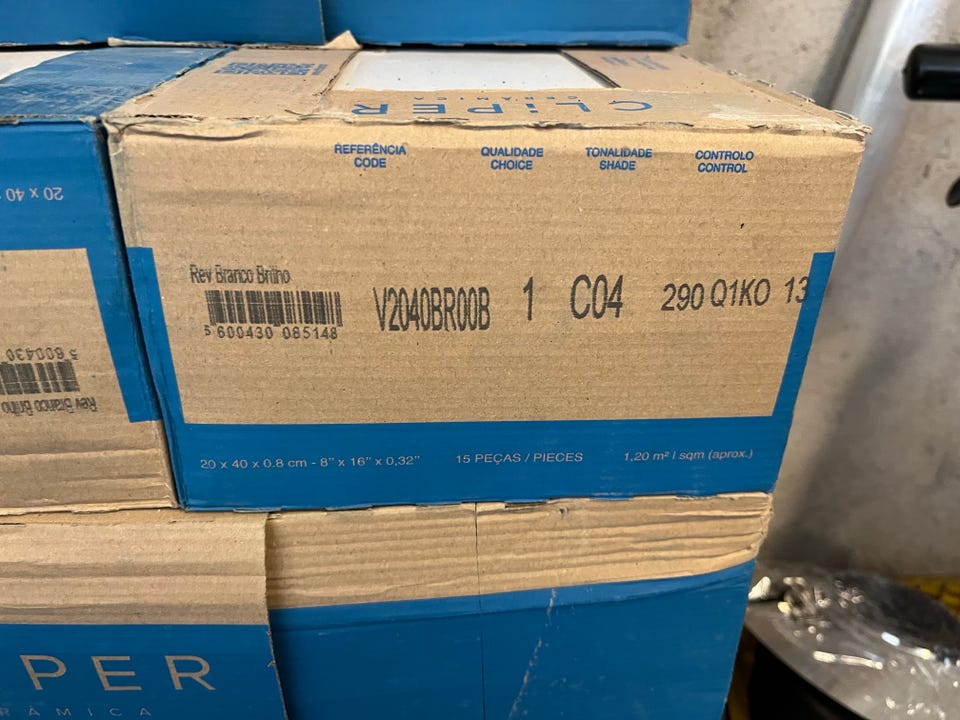 CLIPER
CERÂMICA
REFERÊNCIA
CODE
QUALIDADE
CHOICE
TONALIDADE
SHADE
CONTROLO
CONTROL
20 x 40
Rev Branco Brilho
5 600430 085148
V2040BR00B 1 C04 290 Q1KO 13
5 600430
Rev Branco Brilho
20 x 40 x 0.8 cm - 8" x 16" x 0,32" 15 PEÇAS / PIECES 1,20 m² | sqm (aprox.)
PER
RÂMICA